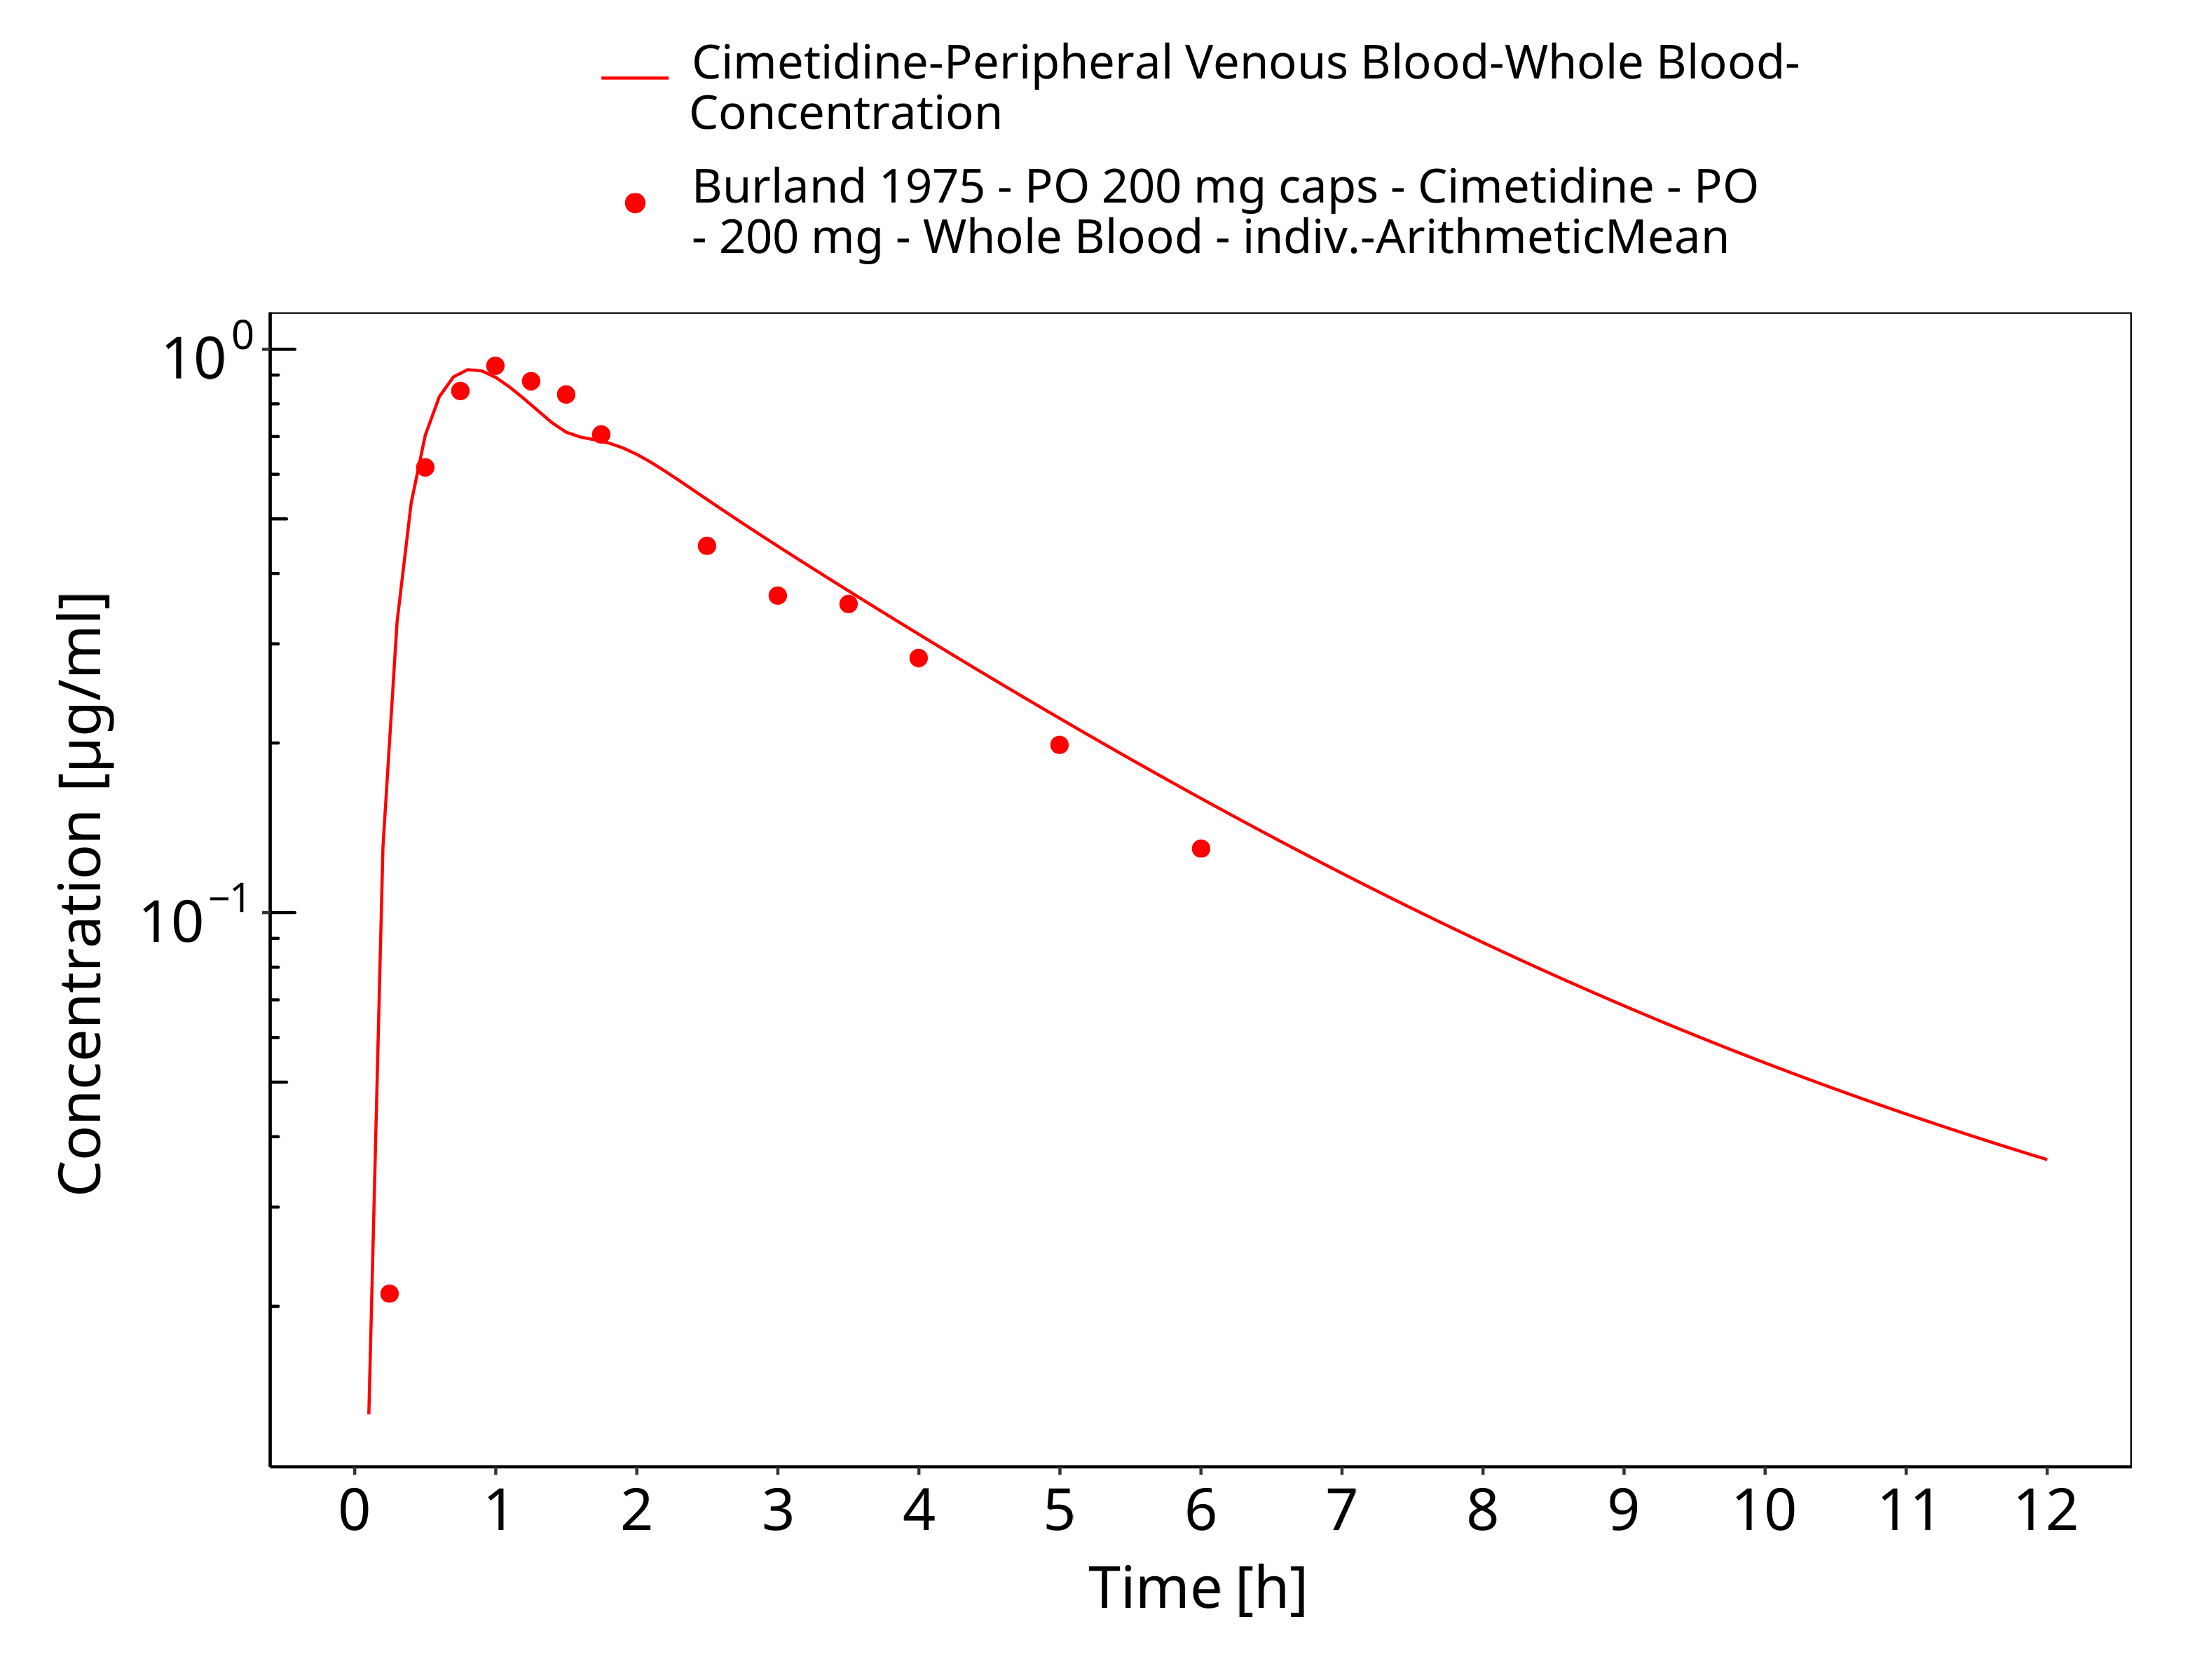 Cimetidine-Peripheral Venous Blood-Whole Blood-
Concentration
Burland 1975 - PO 200 mg caps - Cimetidine - PO
- 200 mg - Whole Blood - indiv.-ArithmeticMean
10⁰
10⁻¹
Concentration [µg/ml]
0 1 2 3 4 5 6 7 8 9 10 11 12
Time [h]